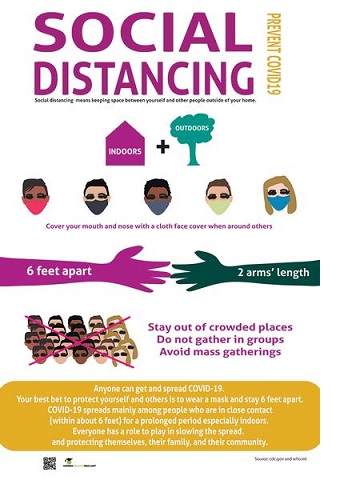 SOCIAL
DISTANCING
PREVENT COVID19
Social distancing means keeping space between yourself and other people outside of your home.
INDOORS
+
OUTDOORS
Cover your mouth and nose with a cloth face cover when around others
6 feet apart
2 arms' length
Stay out of crowded places
Do not gather in groups
Avoid mass gatherings
Anyone can get and spread COVID-19.
Your best bet to protect yourself and others is to wear a mask and stay 6 feet apart.
COVID-19 spreads mainly among people who are in close contact
(within about 6 feet) for a prolonged period especially indoors.
Everyone has a role to play in slowing the spread.
and protecting themselves, their family, and their community.
Source: cdc.gov and who.int